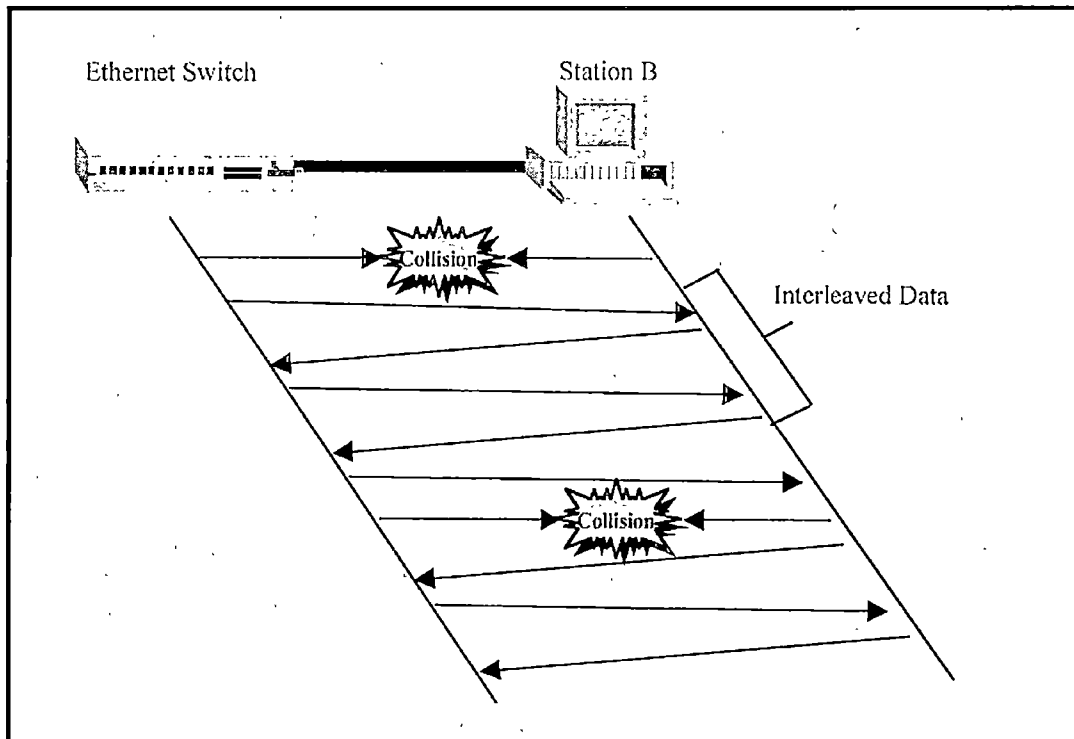 Ethernet Switch
Station B
Collision
Interleaved Data
Collision